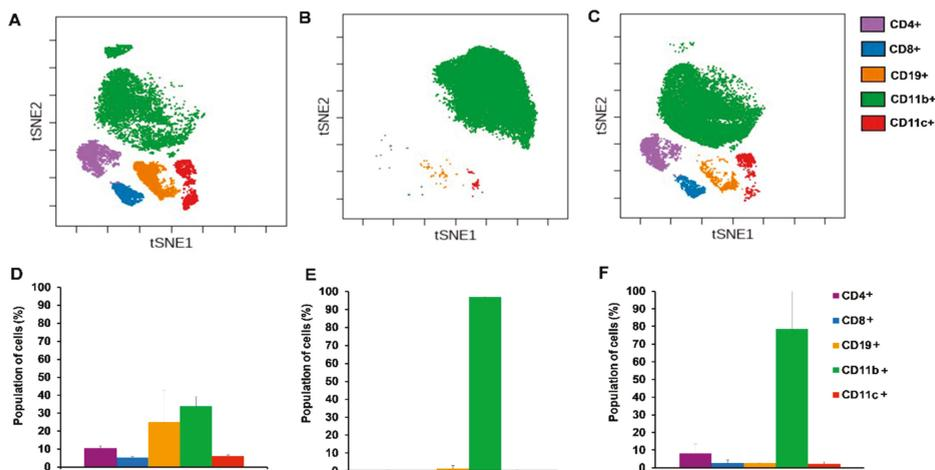 A
B
C
tSNE2
tSNE1
tSNE2
tSNE1
tSNE2
tSNE1
CD4+
CD8+
CD19+
CD11b+
CD11c+
D
Population of cells (%)
100
90
80
70
60
50
40
30
20
10
0
E
Population of cells (%)
100
90
80
70
60
50
40
30
20
10
0
F
Population of cells (%)
100
90
80
70
60
50
40
30
20
10
0
CD4+
CD8+
CD19+
CD11b+
CD11c+